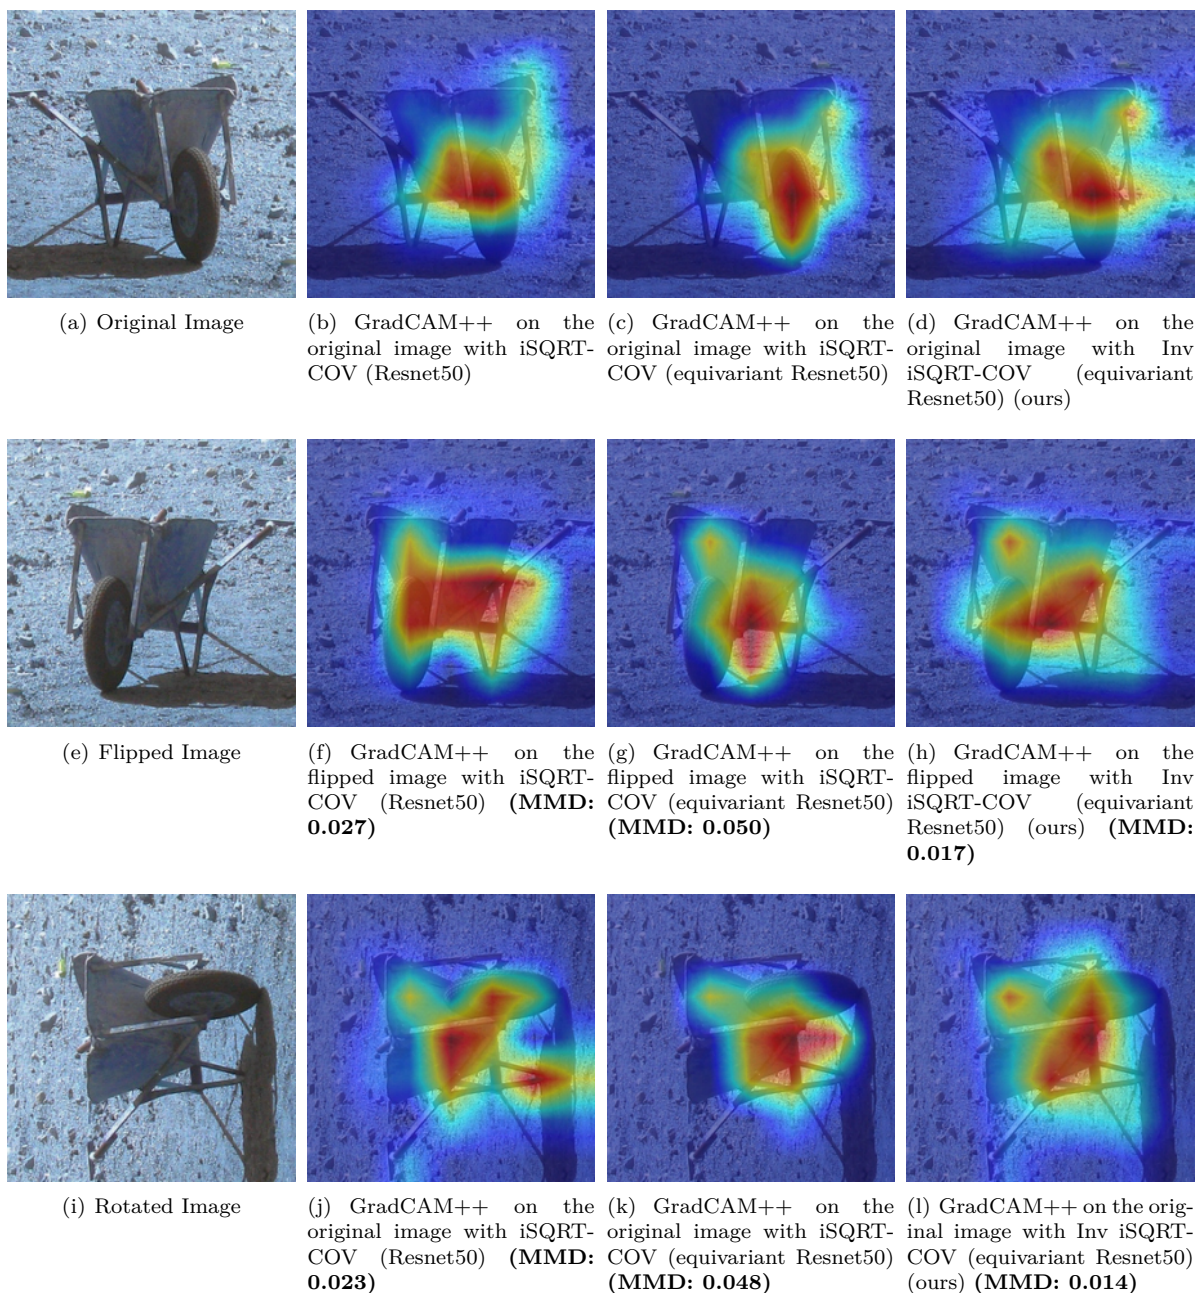 (a) Original Image
(b) GradCAM++ on the
original image with iSQRT-
COV (Resnet50)
(c) GradCAM++ on the
original image with iSQRT-
COV (equivariant Resnet50)
(d) GradCAM++ on the
original image with Inv
iSQRT-COV (equivariant
Resnet50) (ours)
(e) Flipped Image
(f) GradCAM++ on the
flipped image with iSQRT-
COV (Resnet50) (MMD:
0.027)
(g) GradCAM++ on the
flipped image with iSQRT-
COV (equivariant Resnet50)
(MMD: 0.050)
(h) GradCAM++ on the
flipped image with Inv
iSQRT-COV (equivariant
Resnet50) (ours) (MMD:
0.017)
(i) Rotated Image
(j) GradCAM++ on the
original image with iSQRT-
COV (Resnet50) (MMD:
0.023)
(k) GradCAM++ on the
original image with iSQRT-
COV (equivariant Resnet50)
(MMD: 0.048)
(l) GradCAM++ on the orig-
inal image with Inv iSQRT-
COV (equivariant Resnet50)
(ours) (MMD: 0.014)